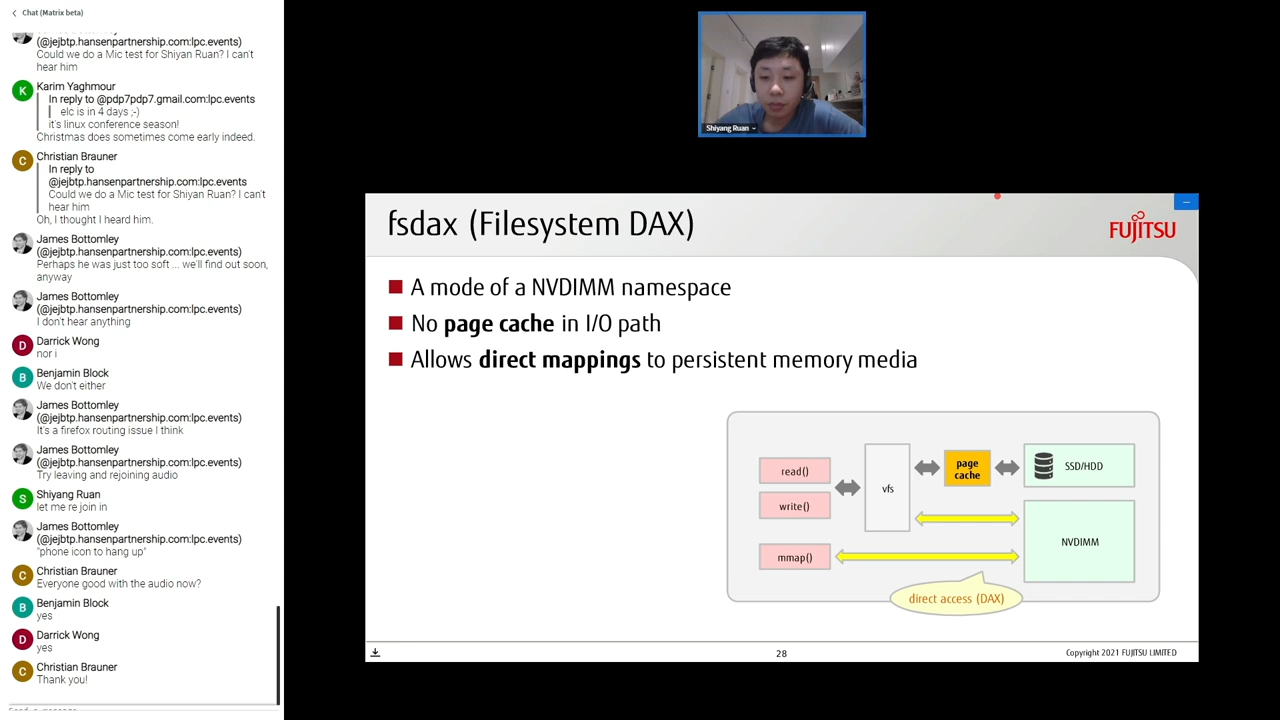 Chat (Matrix beta)
(@jejbtp.hansenpartnership.com:lpc.events)
Could we do a Mic test for Shiyan Ruan? I can't
hear him
K
Karim Yaghmour
In reply to @pdp7pdp7.gmail.com:lpc.events
elc is in 4 days ;-)
it's linux conference season!
Christmas does sometimes come early indeed.
C
Christian Brauner
In reply to
@jejbtp.hansenpartnership.com:lpc.events
Could we do a Mic test for Shiyan Ruan? I can't
hear him
Oh, I thought I heard him.
James Bottomley
(@jejbtp.hansenpartnership.com:lpc.events)
Perhaps he was just too soft ... we'll find out soon,
anyway
James Bottomley
(@jejbtp.hansenpartnership.com:lpc.events)
I don't hear anything
D
Darrick Wong
nor i
B
Benjamin Block
We don't either
James Bottomley
(@jejbtp.hansenpartnership.com:lpc.events)
It's a firefox routing issue I think
James Bottomley
(@jejbtp.hansenpartnership.com:lpc.events)
Try leaving and rejoining audio
S
Shiyang Ruan
let me re join in
James Bottomley
(@jejbtp.hansenpartnership.com:lpc.events)
"phone icon to hang up"
C
Christian Brauner
Everyone good with the audio now?
B
Benjamin Block
yes
D
Darrick Wong
yes
C
Christian Brauner
Thank you!
Shiyang Ruan
fsdax (Filesystem DAX)
FUJITSU
A mode of a NVDIMM namespace
No page cache in I/O path
Allows direct mappings to persistent memory media
read()
write()
mmap()
vfs
page
cache
SSD/HDD
NVDIMM
direct access (DAX)
28
Copyright 2021 FUJITSU LIMITED